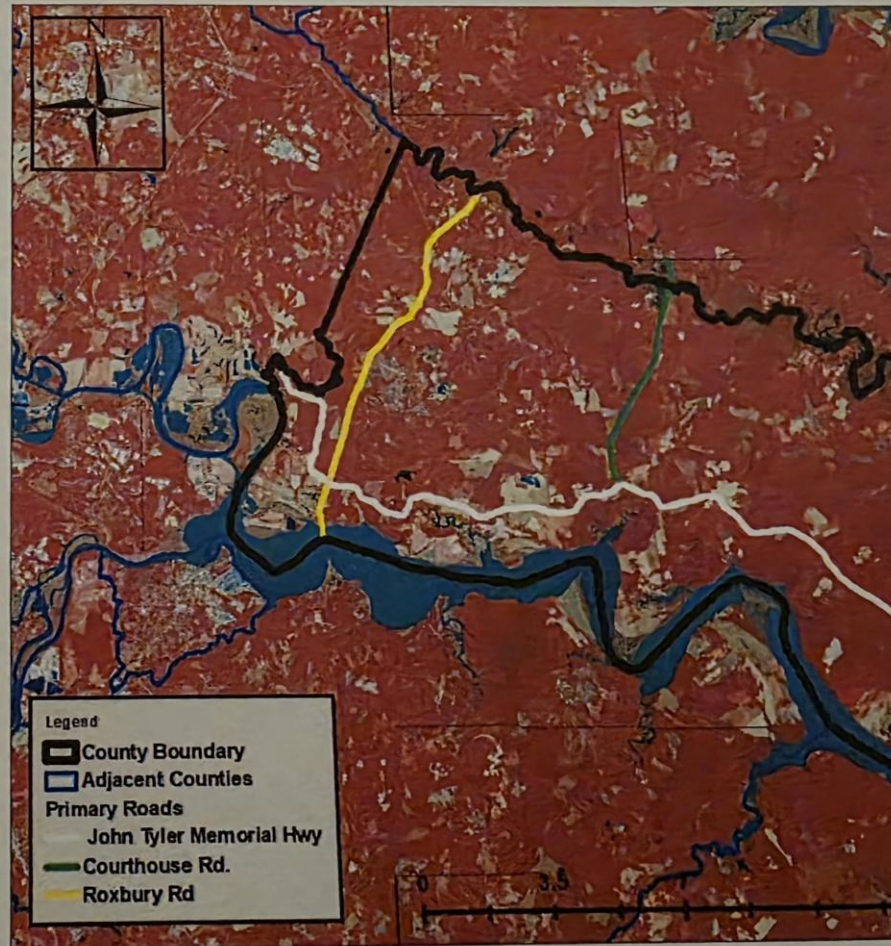 N
Legend
County Boundary
Adjacent Counties
Primary Roads
John Tyler Memorial Hwy
Courthouse Rd.
Roxbury Rd
0 3.5